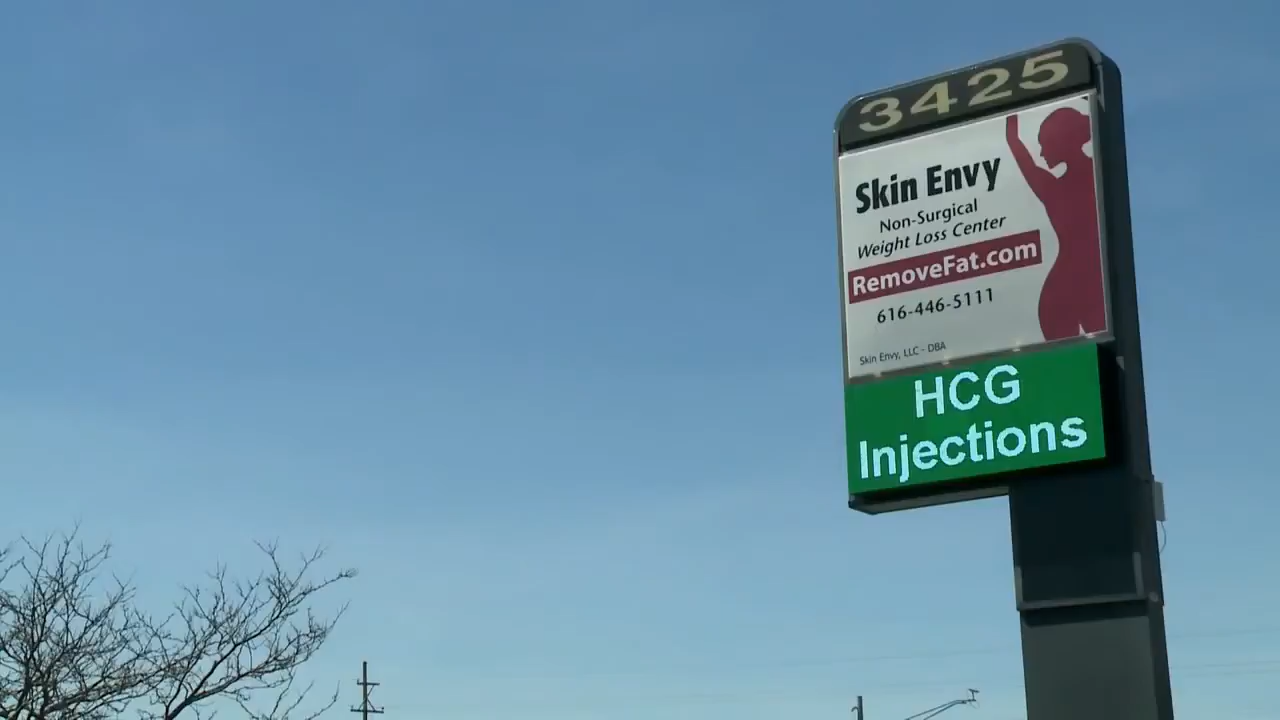 3425
Skin Envy
Non-Surgical
Weight Loss Center
RemoveFat.com
616-446-5111
Skin Envy, LLC - DBA
HCG
Injections